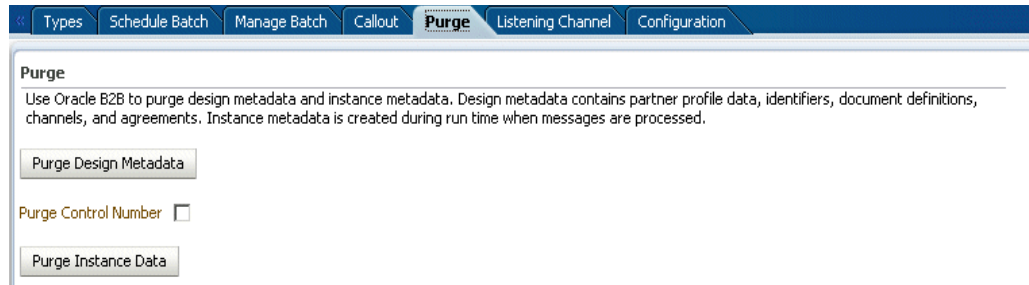 « Types Schedule Batch Manage Batch Callout Purge Listening Channel Configuration
Purge
Use Oracle B2B to purge design metadata and instance metadata. Design metadata contains partner profile data, identifiers, document definitions,
channels, and agreements. Instance metadata is created during run time when messages are processed.
Purge Design Metadata
Purge Control Number
Purge Instance Data